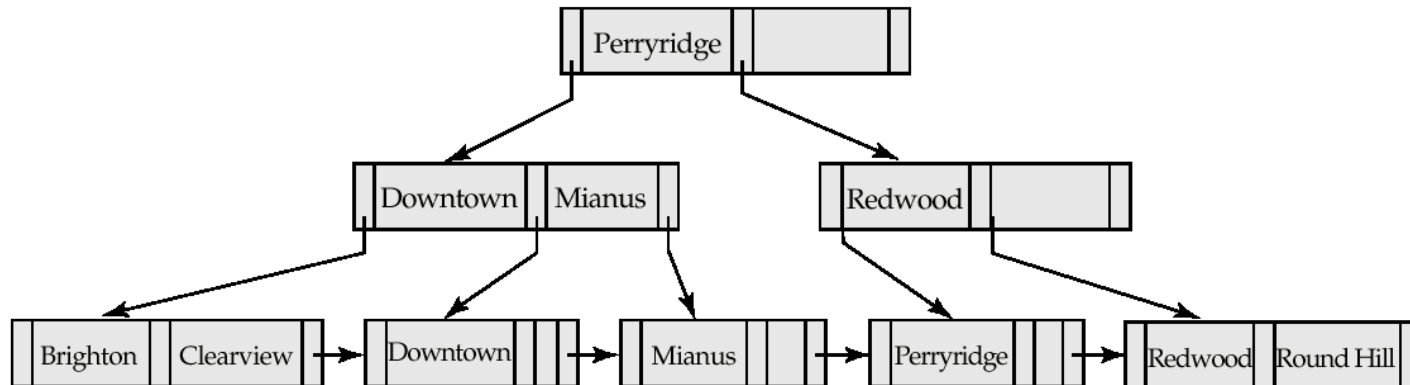 Perryridge
Downtown Mianus
Redwood
Brighton Clearview
Downtown
Mianus
Perryridge
Redwood Round Hill